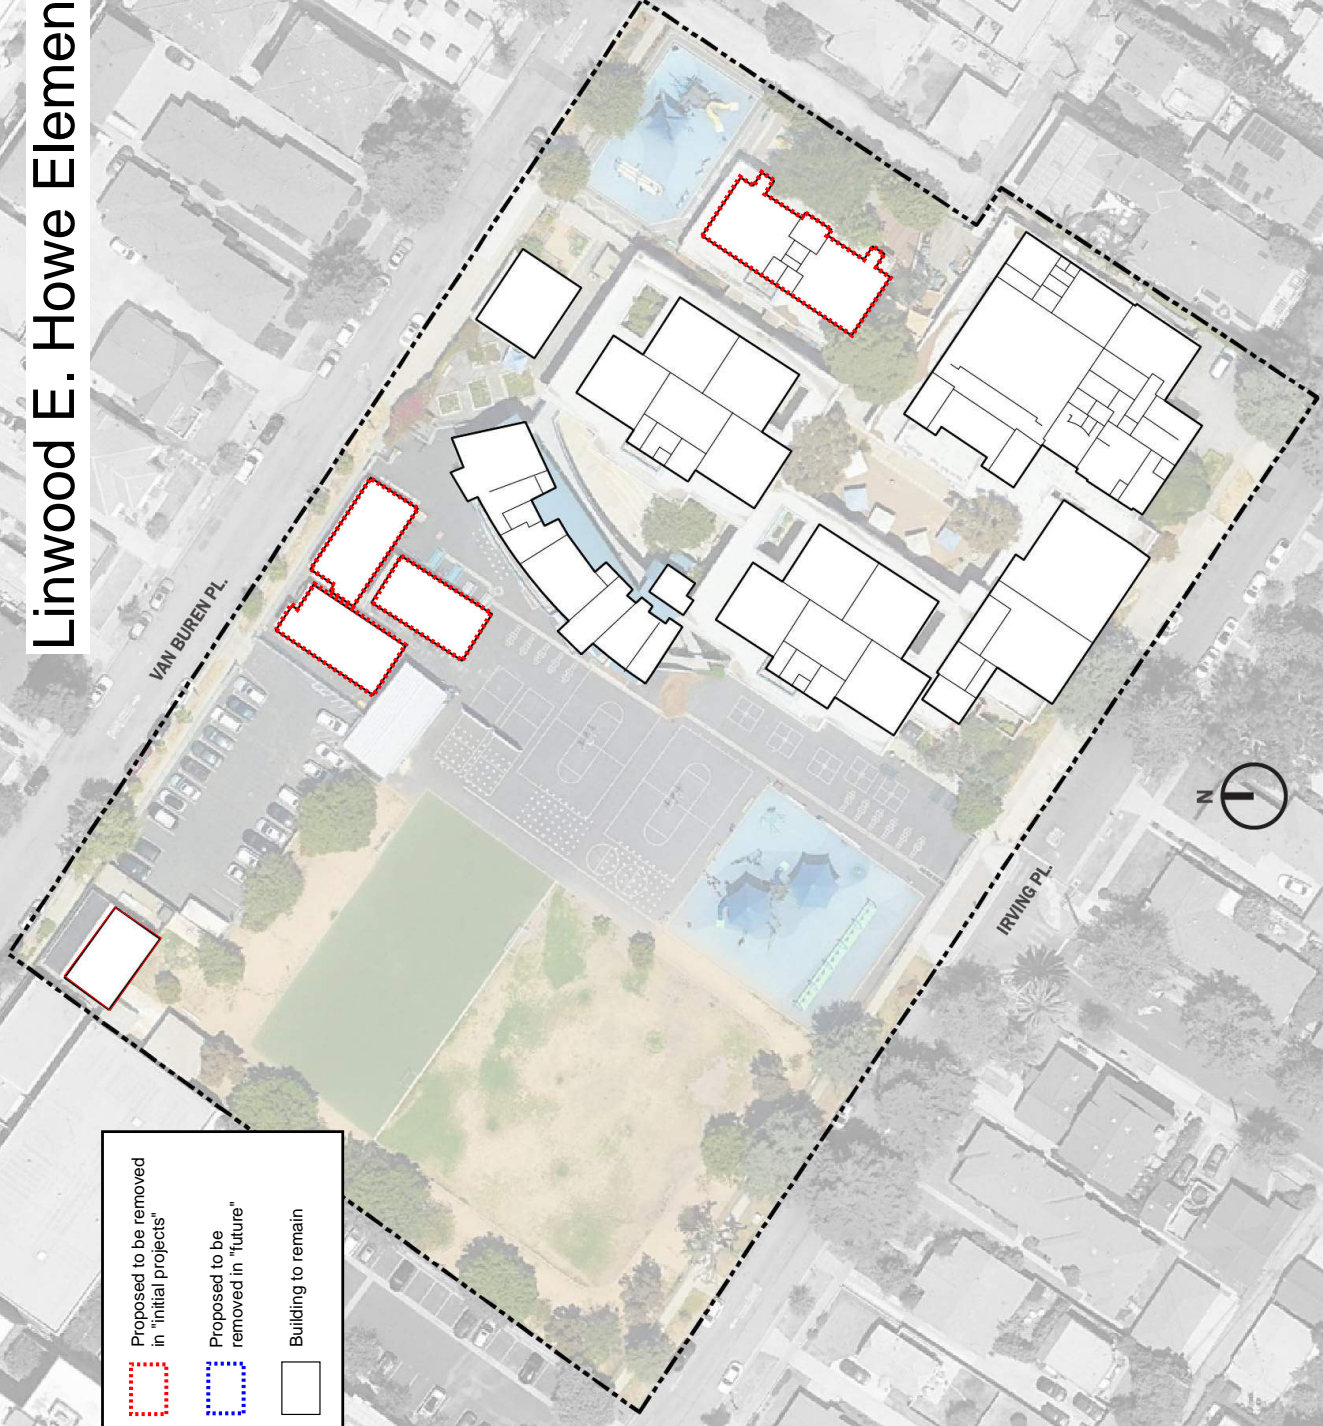 Linwood E. Howe Elemen
VAN BUREN PL.
IRVING PL.
N
Proposed to be removed
in "initial projects"
Proposed to be
removed in "future"
Building to remain